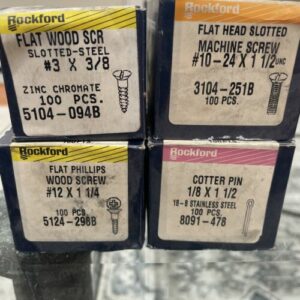 Rockford
FLAT WOOD SCR
SLOTTED-STEEL
#3 X 3/8
ZINC CHROMATE
100 PCS.
5104-094B
Rockford
FLAT HEAD SLOTTED
MACHINE SCREW
#10-24 X 1 1/2 UNC
3104-251B
100 PCS.
Rockford
FLAT PHILLIPS
WOOD SCREW
#12 X 1 1/4
100 PCS.
5124-298B
Rockford
COTTER PIN
1/8 X 1 1/2
18-8 STAINLESS STEEL
100 PCS.
8091-478